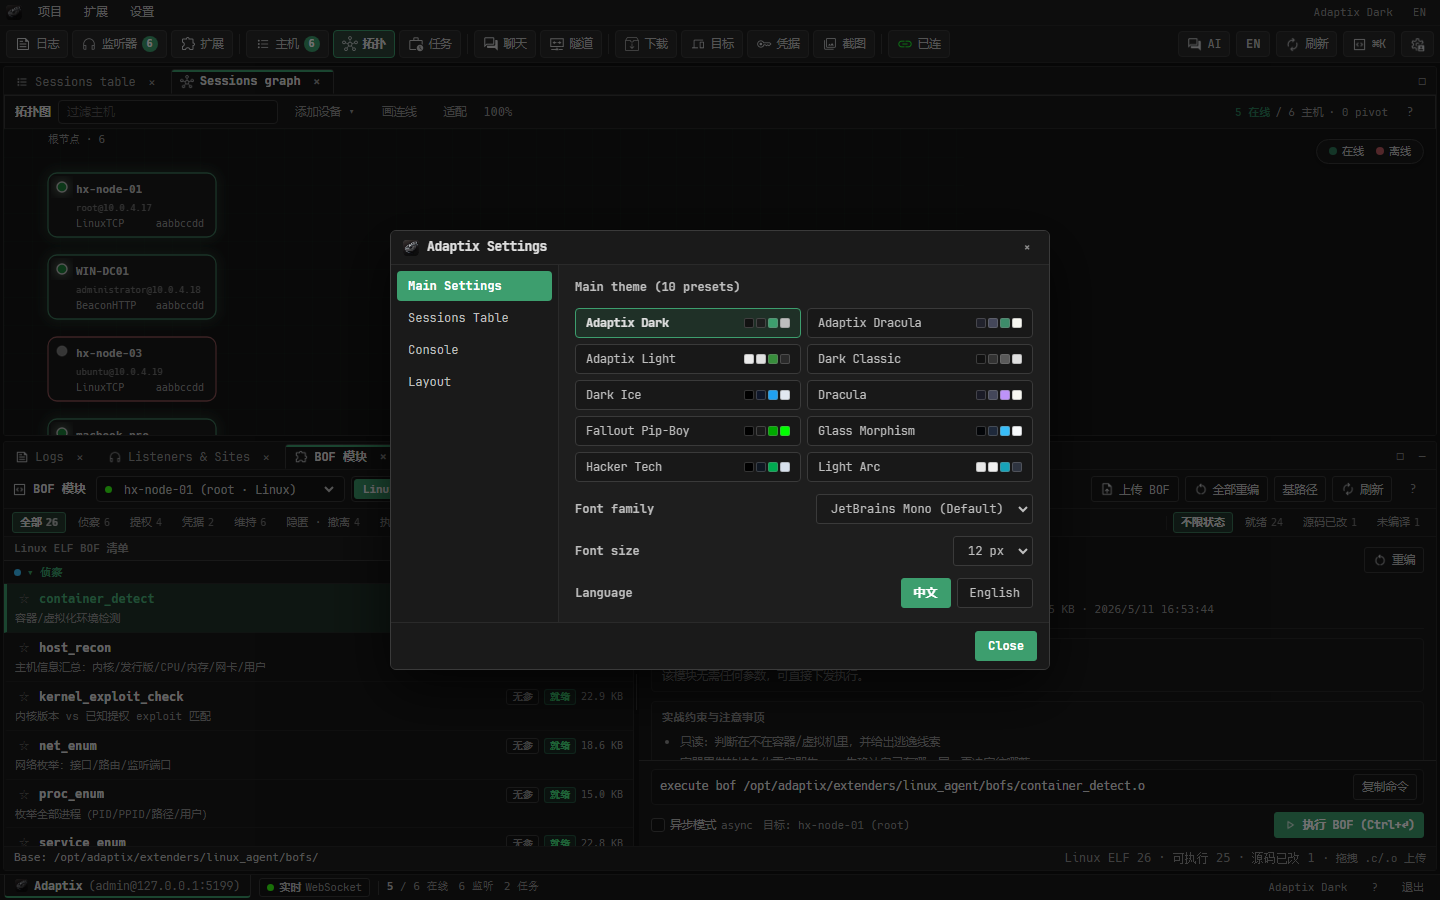 项目 扩展 设置 Adaptix Dark EN
日志 监听器 6 扩展 主机 6 拓扑 任务 聊天 隧道 下载 目标 凭据 截图 已连 AI EN 刷新 ⌘K
Sessions table × Sessions graph ×
拓扑图 过滤主机 添加设备 画连线 适配 100% 5 在线 / 6 主机 · 0 pivot ?
根节点 · 6
在线 离线
hx-node-01
root@10.0.4.17
LinuxTCP aabbccdd
WIN-DC01
administrator@10.0.4.18
BeaconHTTP aabbccdd
hx-node-03
ubuntu@10.0.4.19
LinuxTCP aabbccdd
macbook-pro
Adaptix Settings ×
Main Settings
Sessions Table
Console
Layout
Main theme (10 presets)
Adaptix Dark Adaptix Dracula
Adaptix Light Dark Classic
Dark Ice Dracula
Fallout Pip-Boy Glass Morphism
Hacker Tech Light Arc
Font family JetBrains Mono (Default)
Font size 12 px
Language 中文 English
Close
Logs × Listeners & Sites × BOF 模块 ×
BOF 模块 hx-node-01 (root · Linux) Linu 上传 BOF 全部重编 基路径 刷新 ?
全部 26 侦察 6 提权 4 凭据 2 维持 6 隐匿 · 撤离 4 不限状态 就绪 24 源码已改 1 未编译 1
Linux ELF BOF 清单
侦察
重编
container_detect
容器/虚拟化环境检测
KB · 2026/5/11 16:53:44
host_recon
主机信息汇总: 内核/发行版/CPU/内存/网卡/用户
该模块无需任何参数，可直接下发执行。
kernel_exploit_check 无参 就绪 22.9 KB
内核版本 vs 已知提权 exploit 匹配
实战约束与注意事项
net_enum 无参 就绪 18.6 KB
网络枚举: 接口/路由/监听端口
• 只读: 判断在不在容器/虚拟机里，并给出逃逸线索
proc_enum 无参 就绪 15.0 KB
枚举全部进程 (PID/PPID/路径/用户)
execute bof /opt/adaptix/extenders/linux_agent/bofs/container_detect.o 复制命令
异步模式 async 目标: hx-node-01 (root) 执行 BOF (Ctrl+⏎)
service_enum 无参 就绪 22.8 KB
Base: /opt/adaptix/extenders/linux_agent/bofs/ Linux ELF 26 · 可执行 25 · 源码已改 1 · 拖拽 .c/.o 上传
Adaptix (admin@127.0.0.1:5199) 实时 WebSocket 5 / 6 在线 6 监听 2 任务 Adaptix Dark ? 退出